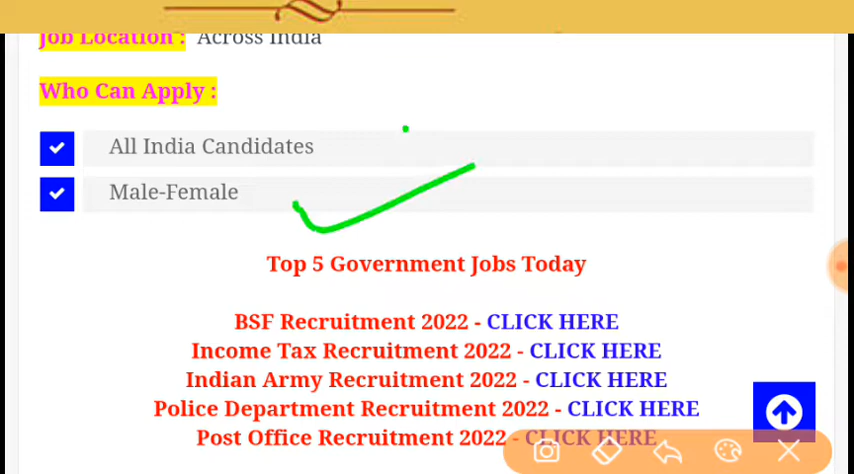 Job Location : Across India
Who Can Apply :
All India Candidates
Male-Female
Top 5 Government Jobs Today
BSF Recruitment 2022 - CLICK HERE
Income Tax Recruitment 2022 - CLICK HERE
Indian Army Recruitment 2022 - CLICK HERE
Police Department Recruitment 2022 - CLICK HERE
Post Office Recruitment 2022 - CLICK HERE